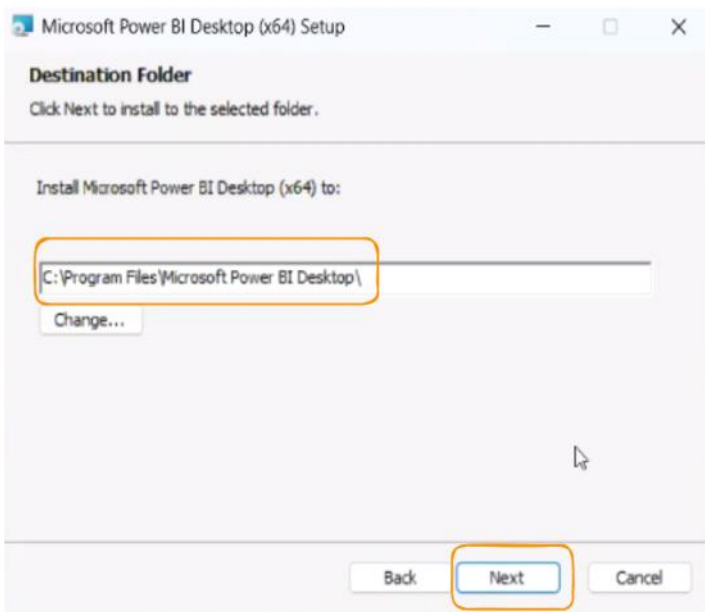 Microsoft Power BI Desktop (x64) Setup
Destination Folder
Click Next to install to the selected folder.
Install Microsoft Power BI Desktop (x64) to:
C:\Program Files\Microsoft Power BI Desktop\
Change...
Back Next Cancel